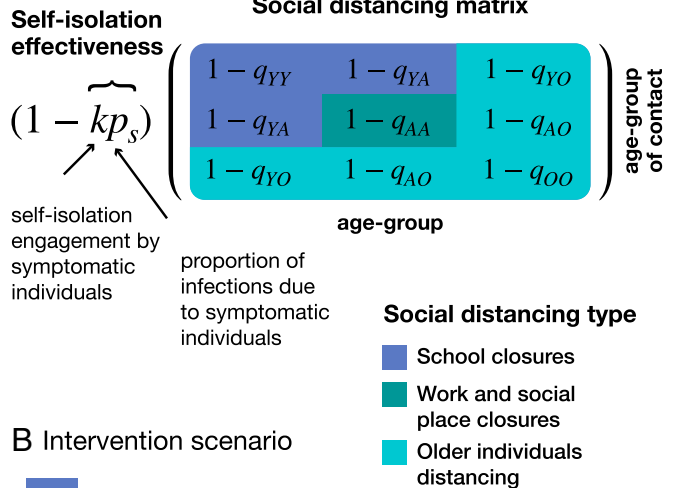 Social distancing matrix
Self-isolation
effectiveness
(1 − kpₛ)
1 − q_YY 1 − q_YA 1 − q_YO
1 − q_YA 1 − q_AA 1 − q_AO
1 − q_YO 1 − q_AO 1 − q_OO
age-group
of contact
age-group
self-isolation
engagement by
symptomatic
individuals
proportion of
infections due
to symptomatic
individuals
Social distancing type
School closures
Work and social
place closures
Older individuals
distancing
B Intervention scenario